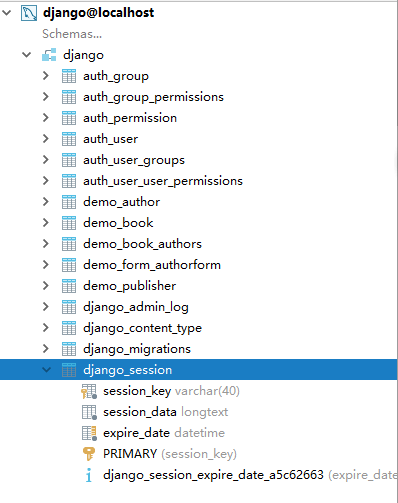 django@localhost
Schemas...
django
auth_group
auth_group_permissions
auth_permission
auth_user
auth_user_groups
auth_user_user_permissions
demo_author
demo_book
demo_book_authors
demo_form_authorform
demo_publisher
django_admin_log
django_content_type
django_migrations
django_session
session_key varchar(40)
session_data longtext
expire_date datetime
PRIMARY (session_key)
django_session_expire_date_a5c62663 (expire_date